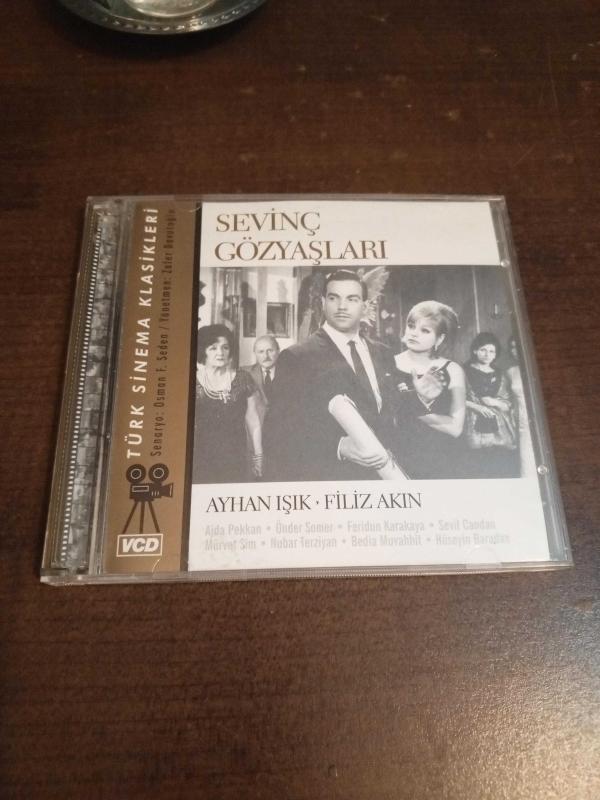 SEVİNÇ
GÖZYAŞLARI
TÜRK SİNEMA KLASİKLERİ
Senaryo: Osman F. Seden / Yönetmen: Zafer Davutoğlu
VCD
AYHAN IŞIK • FİLİZ AKIN
Ajda Pekkan • Önder Somer • Feridun Karakaya • Sevil Candan
Mürvet Sim • Nubar Terziyan • Bedia Muvahhit • Hüseyin Baradan